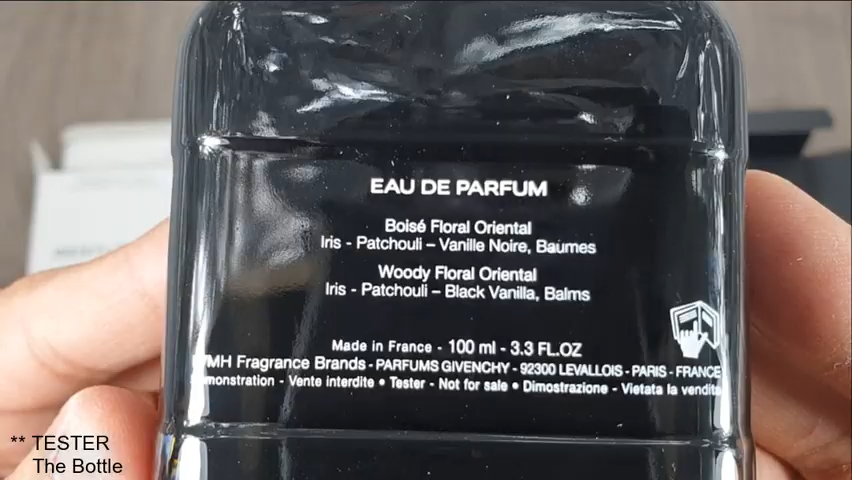 EAU DE PARFUM
Boisé Floral Oriental
Iris - Patchouli – Vanille Noire, Baumes
Woody Floral Oriental
Iris - Patchouli – Black Vanilla, Balms
Made in France - 100 ml - 3.3 FL.OZ
Fragrance Brands - PARFUMS GIVENCHY - 92300 LEVALLOIS - PARIS - FRANCE
- Vente interdite • Tester - Not for sale • Dimostrazione - Vietata la vendita
** TESTER
The Bottle